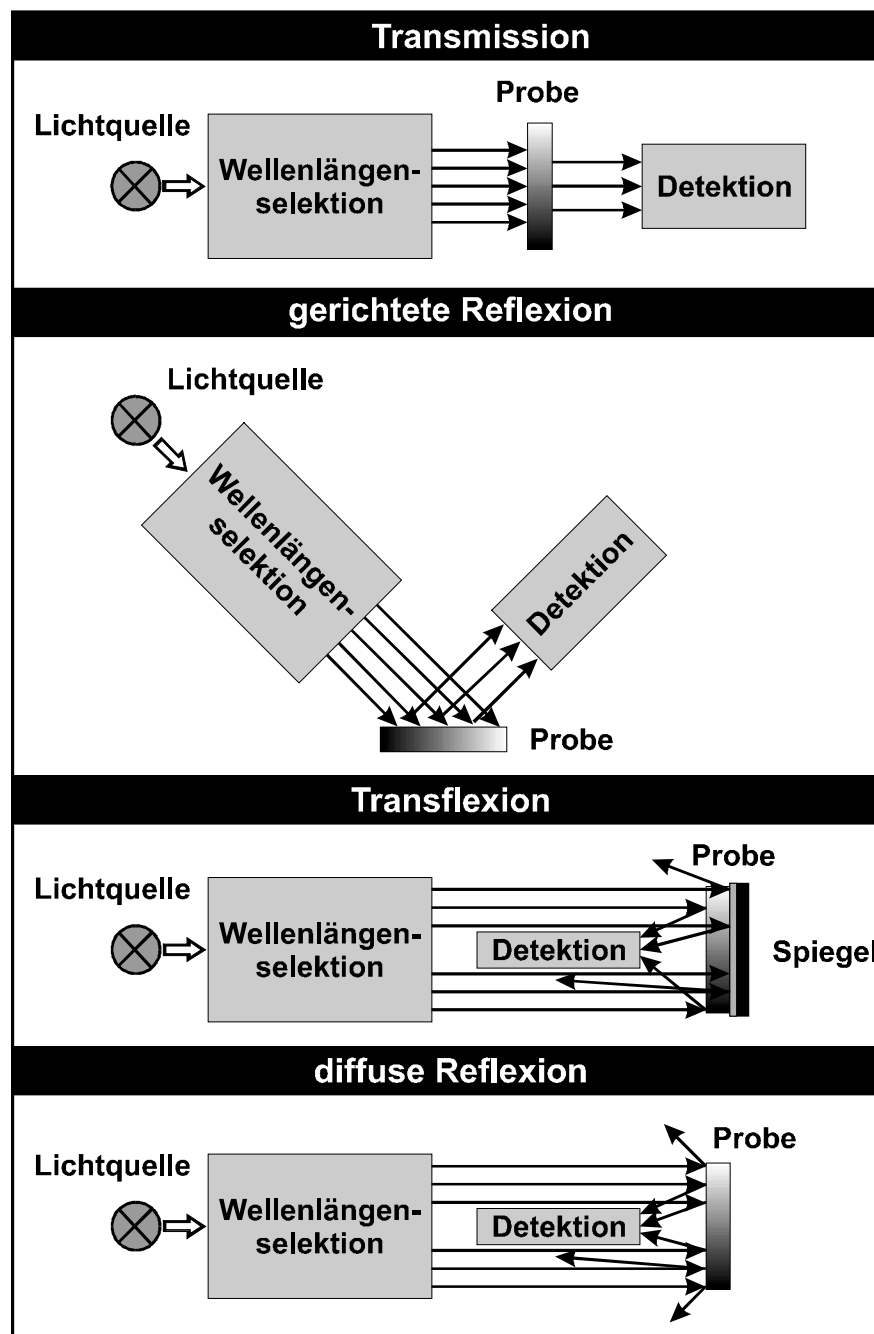 Transmission
Probe
Lichtquelle
Wellenlängen-
selektion
Detektion
gerichtete Reflexion
Lichtquelle
Wellenlängen-
selektion
Detektion
Probe
Transflexion
Probe
Lichtquelle
Wellenlängen-
selektion
Detektion
Spiegel
diffuse Reflexion
Probe
Lichtquelle
Wellenlängen-
selektion
Detektion